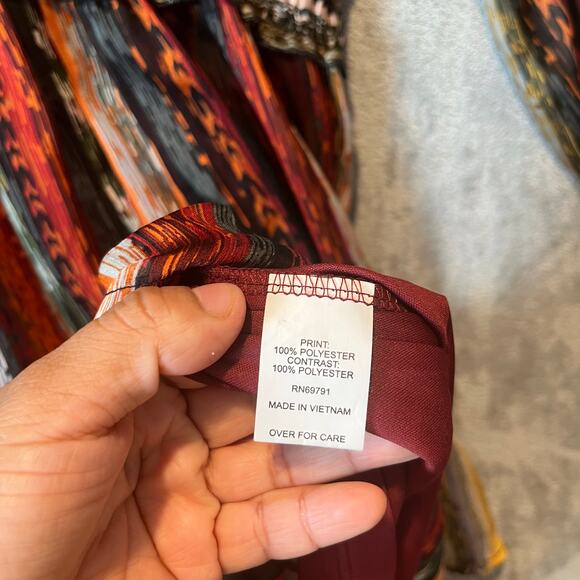 PRINT:
100% POLYESTER
CONTRAST:
100% POLYESTER
RN69791
MADE IN VIETNAM
OVER FOR CARE